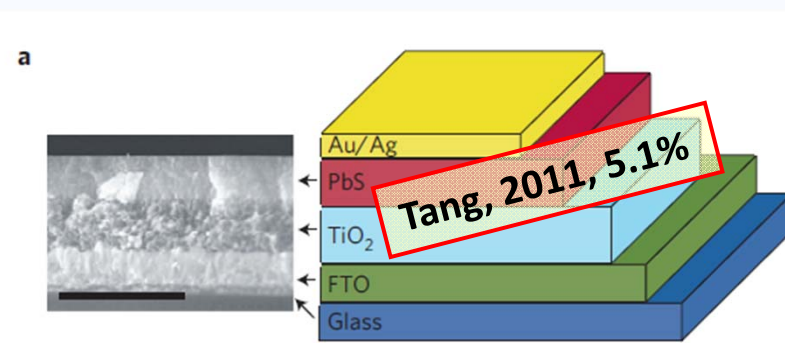 a
Au/Ag
PbS
Tang, 2011, 5.1%
TiO₂
FTO
Glass